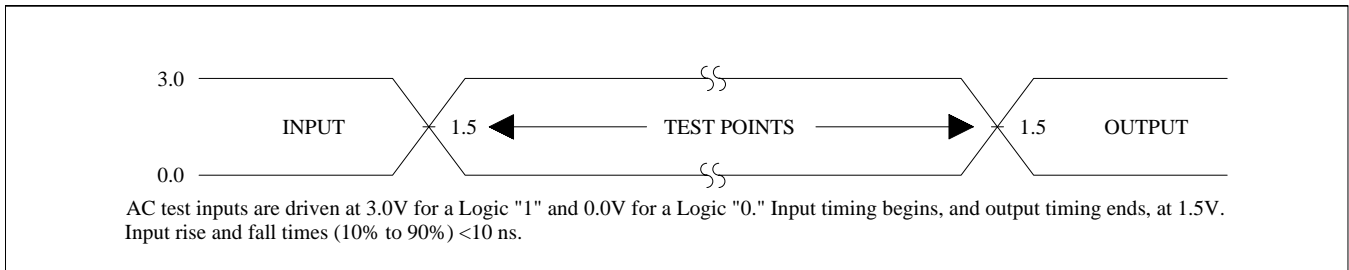 3.0
INPUT 1.5 TEST POINTS 1.5 OUTPUT
0.0
AC test inputs are driven at 3.0V for a Logic "1" and 0.0V for a Logic "0." Input timing begins, and output timing ends, at 1.5V.
Input rise and fall times (10% to 90%) <10 ns.